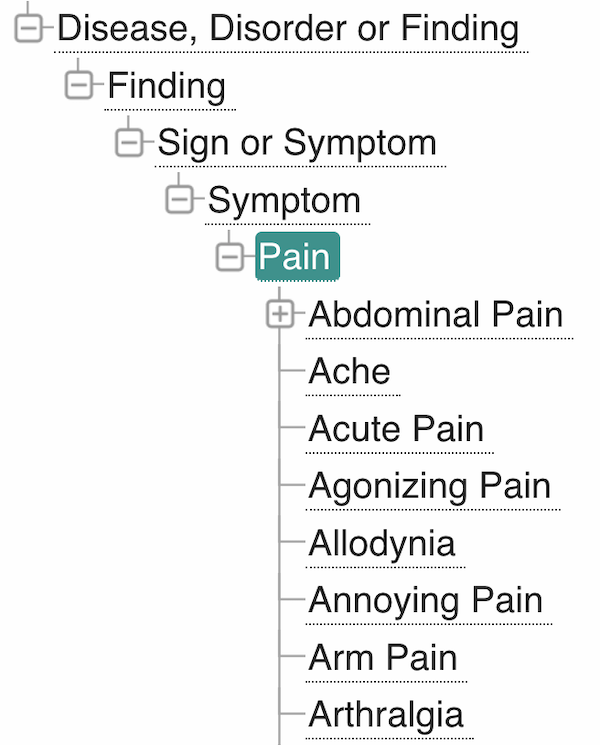 Disease, Disorder or Finding
Finding
Sign or Symptom
Symptom
Pain
Abdominal Pain
Ache
Acute Pain
Agonizing Pain
Allodynia
Annoying Pain
Arm Pain
Arthralgia